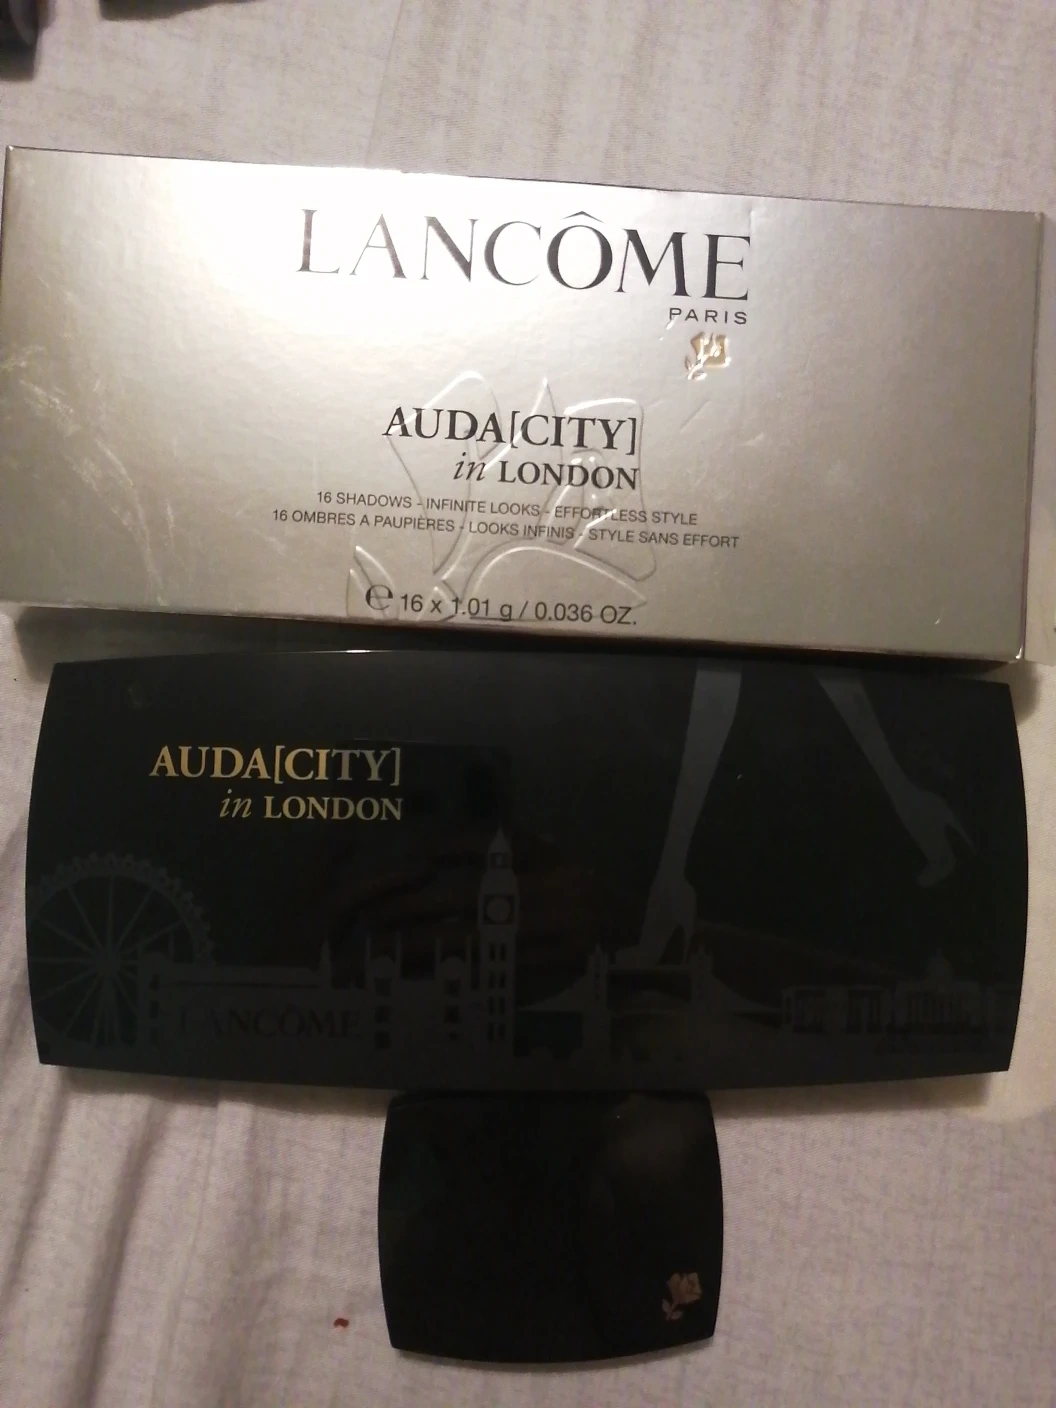 LANCÔME
PARIS
AUDA[CITY]
in LONDON
16 SHADOWS - INFINITE LOOKS - EFFORTLESS STYLE
16 OMBRES A PAUPIÈRES - LOOKS INFINIS - STYLE SANS EFFORT
℮ 16 x 1.01 g / 0.036 OZ.
AUDA[CITY]
in LONDON
LANCÔME